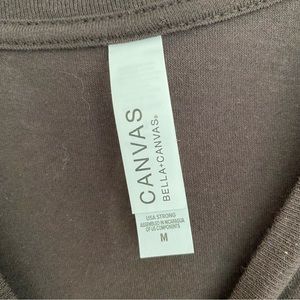 CANVAS
BELLA+CANVAS®
USA STRONG
ASSEMBLED IN NICARAGUA
OF US COMPONENTS
M